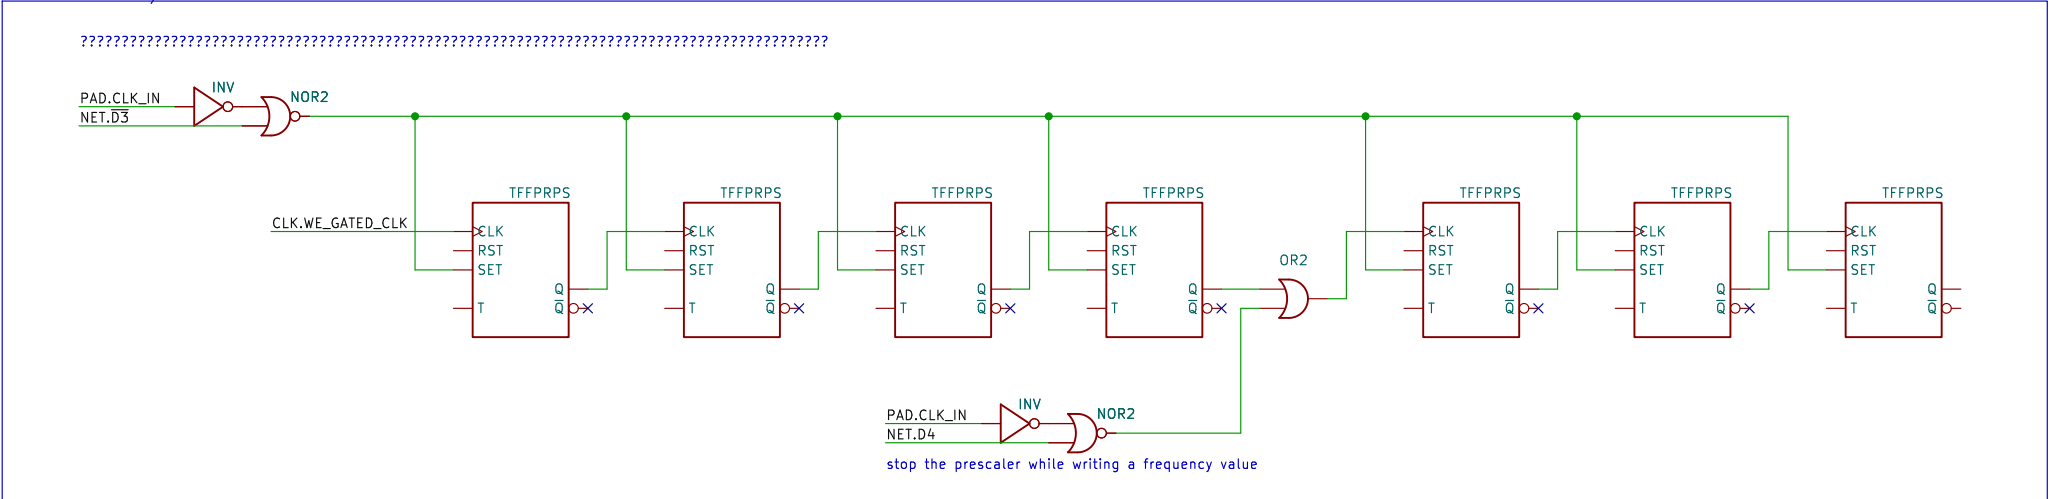 ???????????????????????????????????????????????????????????????????????????????????????????
INV
NOR2
PAD.CLK_IN
NET.D̅3̅
TFFPRPS TFFPRPS TFFPRPS TFFPRPS TFFPRPS TFFPRPS TFFPRPS
CLK.WE_GATED_CLK
CLK CLK CLK CLK CLK CLK CLK
RST RST RST RST RST RST RST
OR2
SET SET SET SET SET SET SET
Q Q Q Q Q Q Q
T Q̅ T Q̅ T Q̅ T Q̅ T Q̅ T Q̅ T Q̅
INV
NOR2
PAD.CLK_IN
NET.D4
stop the prescaler while writing a frequency value